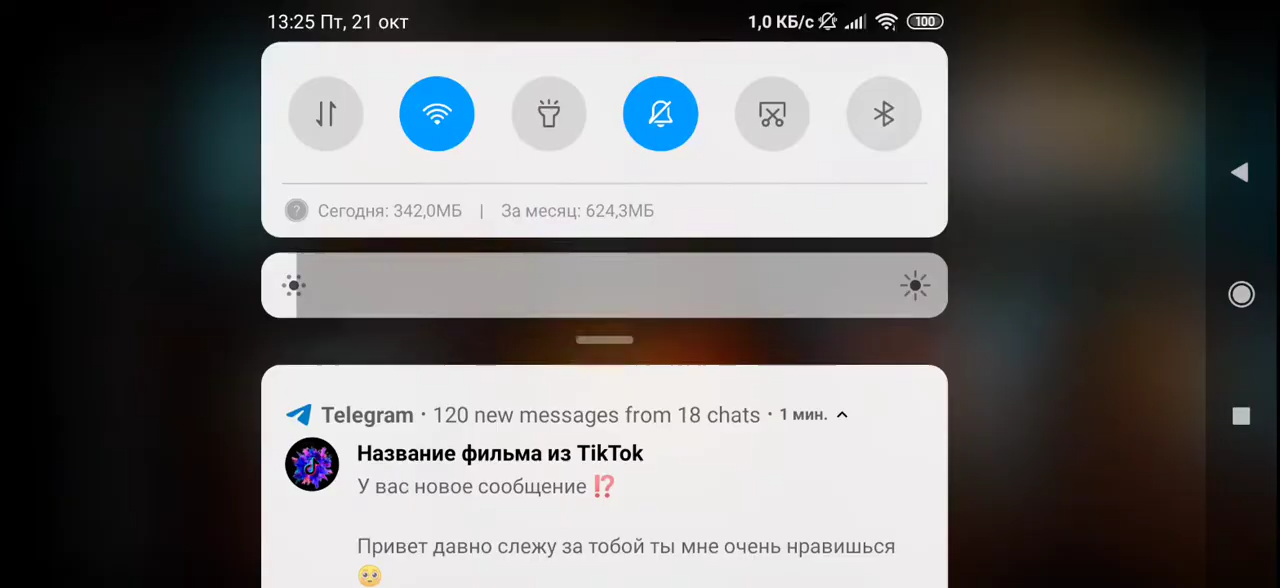 13:25 Пт, 21 окт
1,0 КБ/с
100
Сегодня: 342,0МБ | За месяц: 624,3МБ
Telegram · 120 new messages from 18 chats · 1 мин.
Название фильма из TikTok
У вас новое сообщение ⁉️
Привет давно слежу за тобой ты мне очень нравишься
🥺